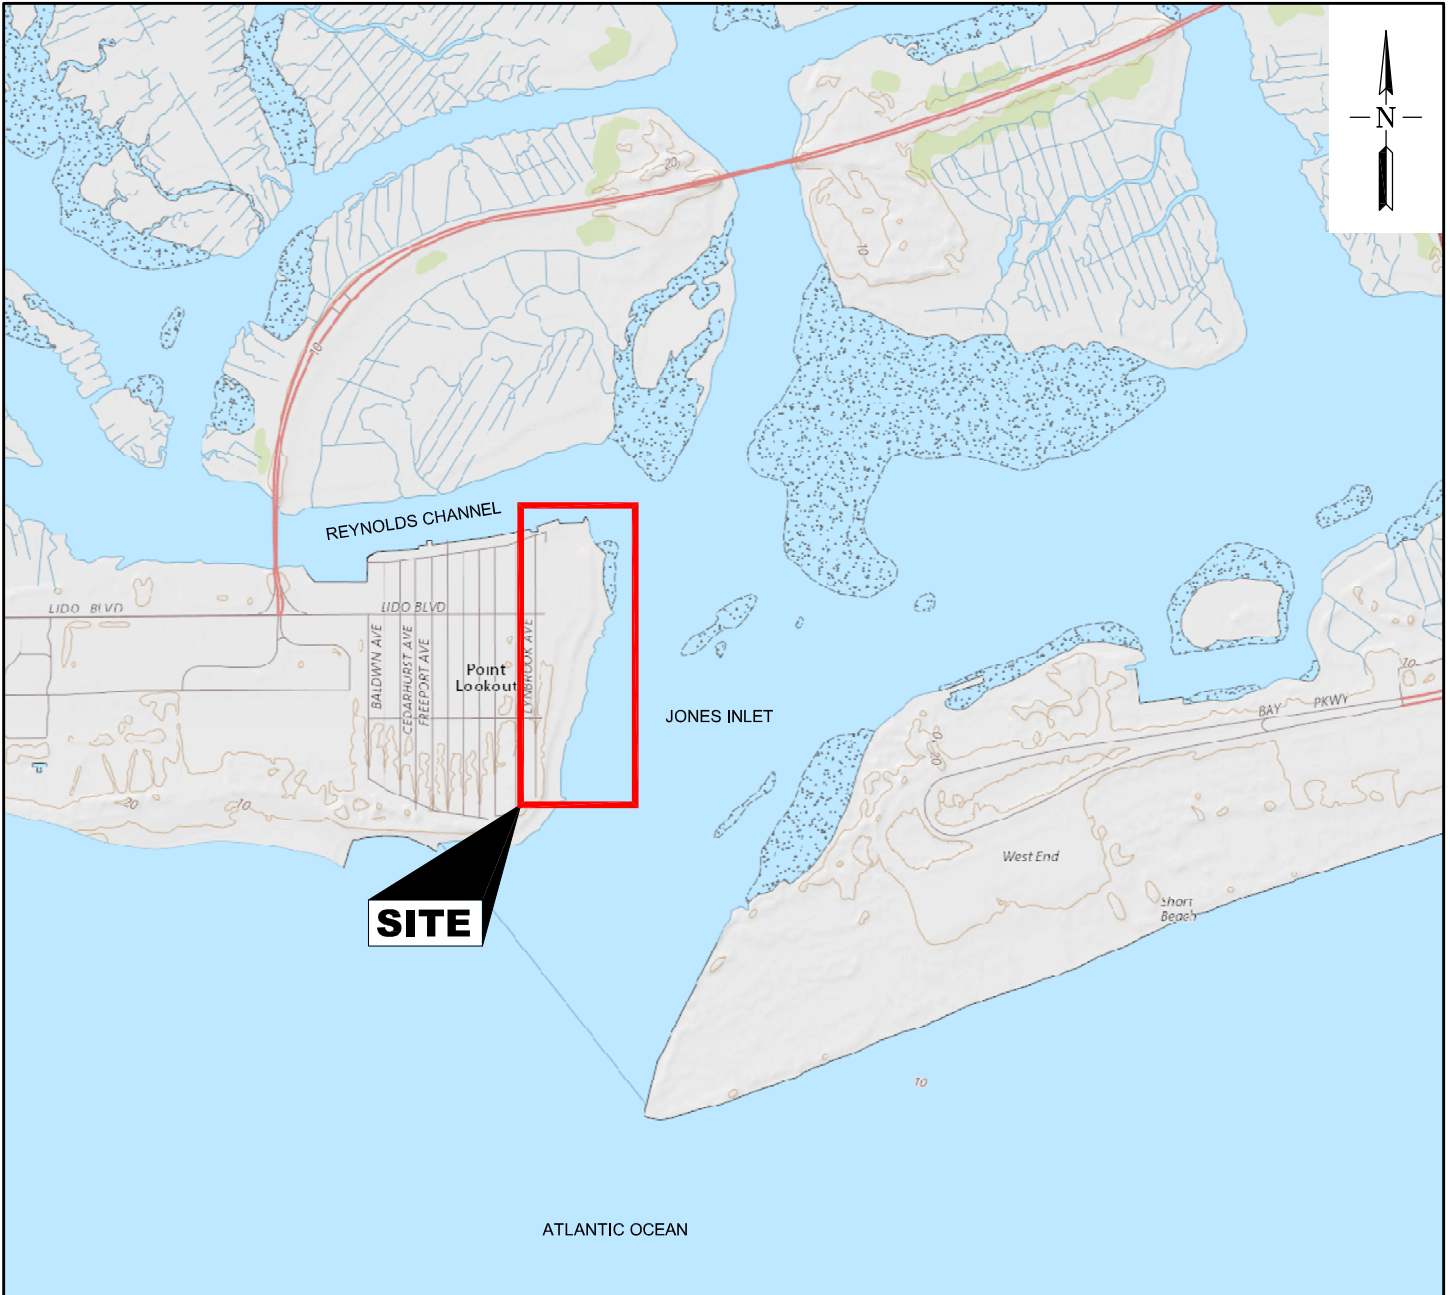 N
20
10
10
REYNOLDS CHANNEL
LIDO BLVD
LIDO BLVD
BALDWIN AVE
CEDARHURST AVE
FREEPORT AVE
LYNBROOK AVE
Point
Lookout
JONES INLET
10
BAY PKWY
10
20
20
10
West End
Short
Beach
SITE
10
ATLANTIC OCEAN